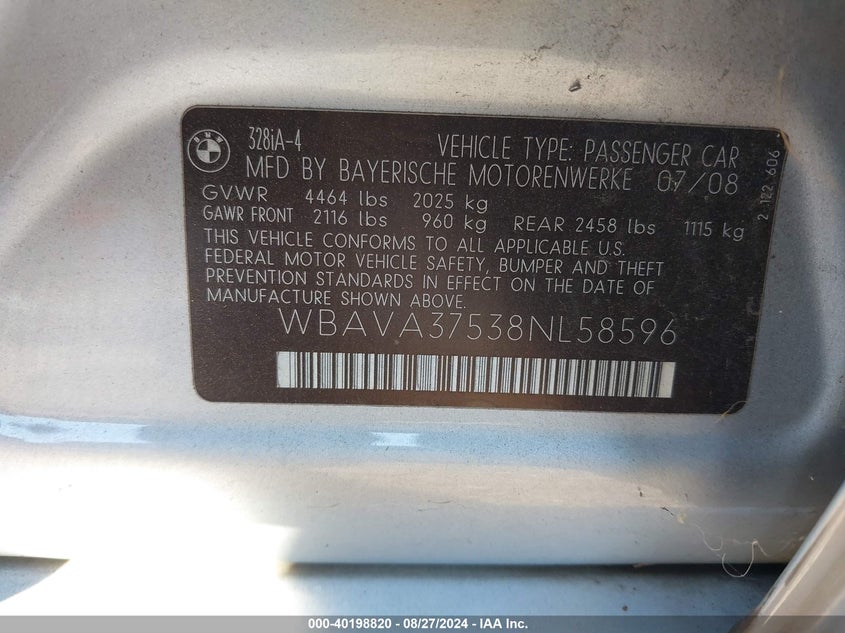 BMW
328iA-4
VEHICLE TYPE: PASSENGER CAR
MFD BY BAYERISCHE MOTORENWERKE 07/08
GVWR 4464 lbs 2025 kg
GAWR FRONT 2116 lbs 960 kg REAR 2458 lbs 1115 kg
THIS VEHICLE CONFORMS TO ALL APPLICABLE U.S.
FEDERAL MOTOR VEHICLE SAFETY, BUMPER AND THEFT
PREVENTION STANDARDS IN EFFECT ON THE DATE OF
MANUFACTURE SHOWN ABOVE.
WBAVA37538NL58596
2 122 606
000-40198820 - 08/27/2024 - IAA Inc.